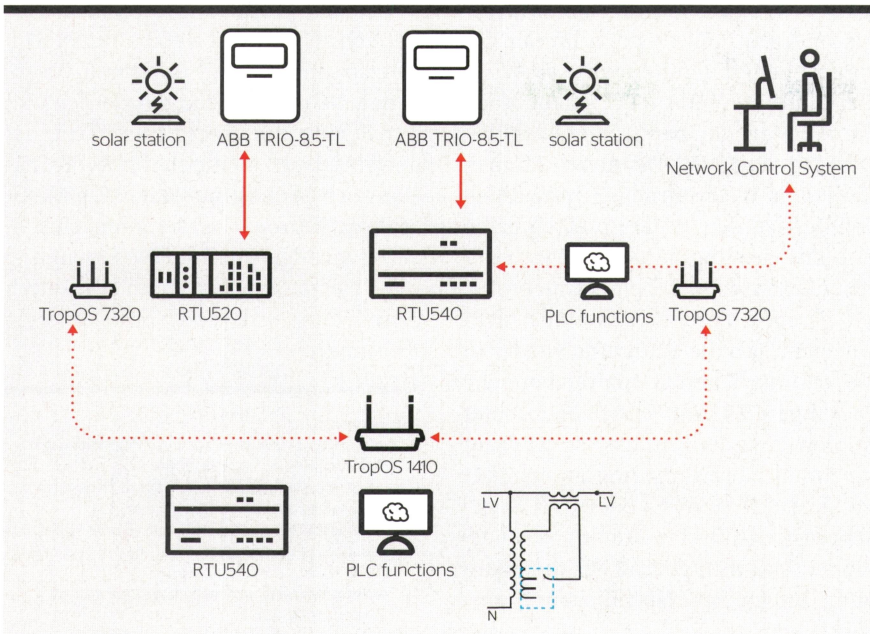 solar station
ABB TRIO-8.5-TL
ABB TRIO-8.5-TL
solar station
Network Control System
TropOS 7320
RTU520
RTU540
PLC functions
TropOS 7320
TropOS 1410
RTU540
PLC functions
LV
LV
N